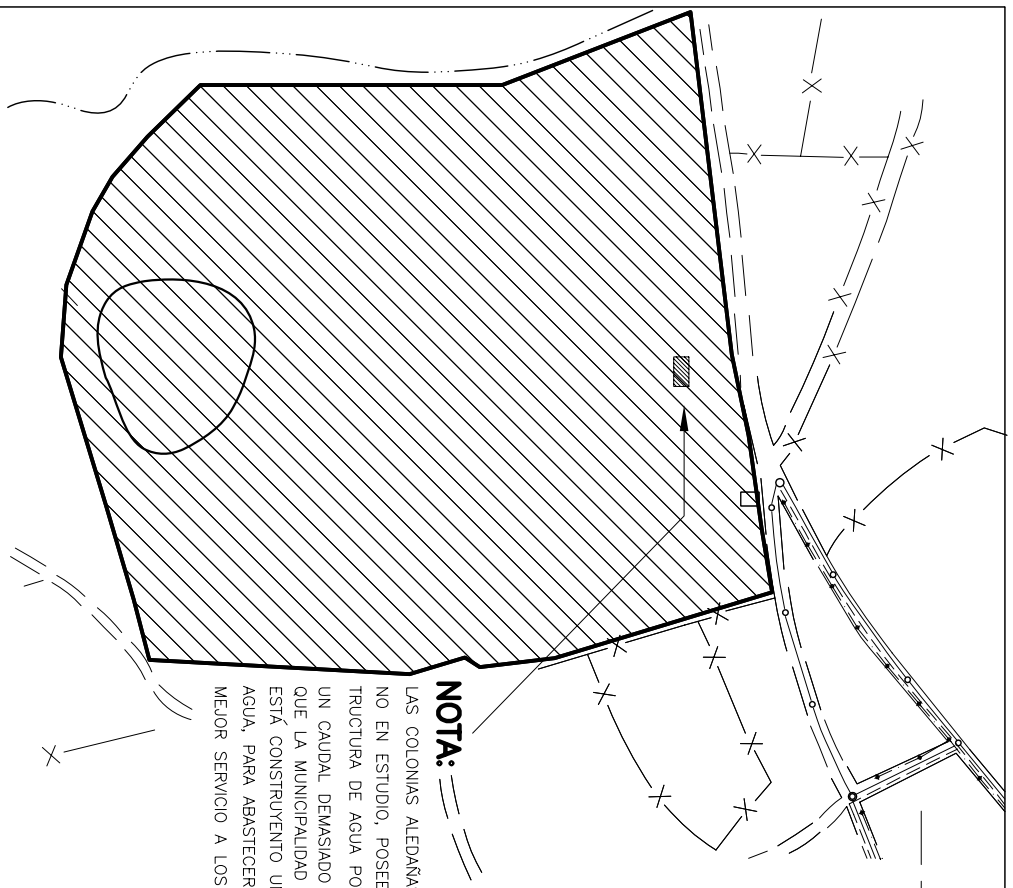 NOTA:
LAS COLONIAS ALEDAÑA
NO EN ESTUDIO, POSEE
TRUCTURA DE AGUA PO
UN CAUDAL DEMASIADO
QUE LA MUNICIPALIDAD
ESTÁ CONSTRUYENTO U
AGUA, PARA ABASTECER
MEJOR SERVICIO A LOS